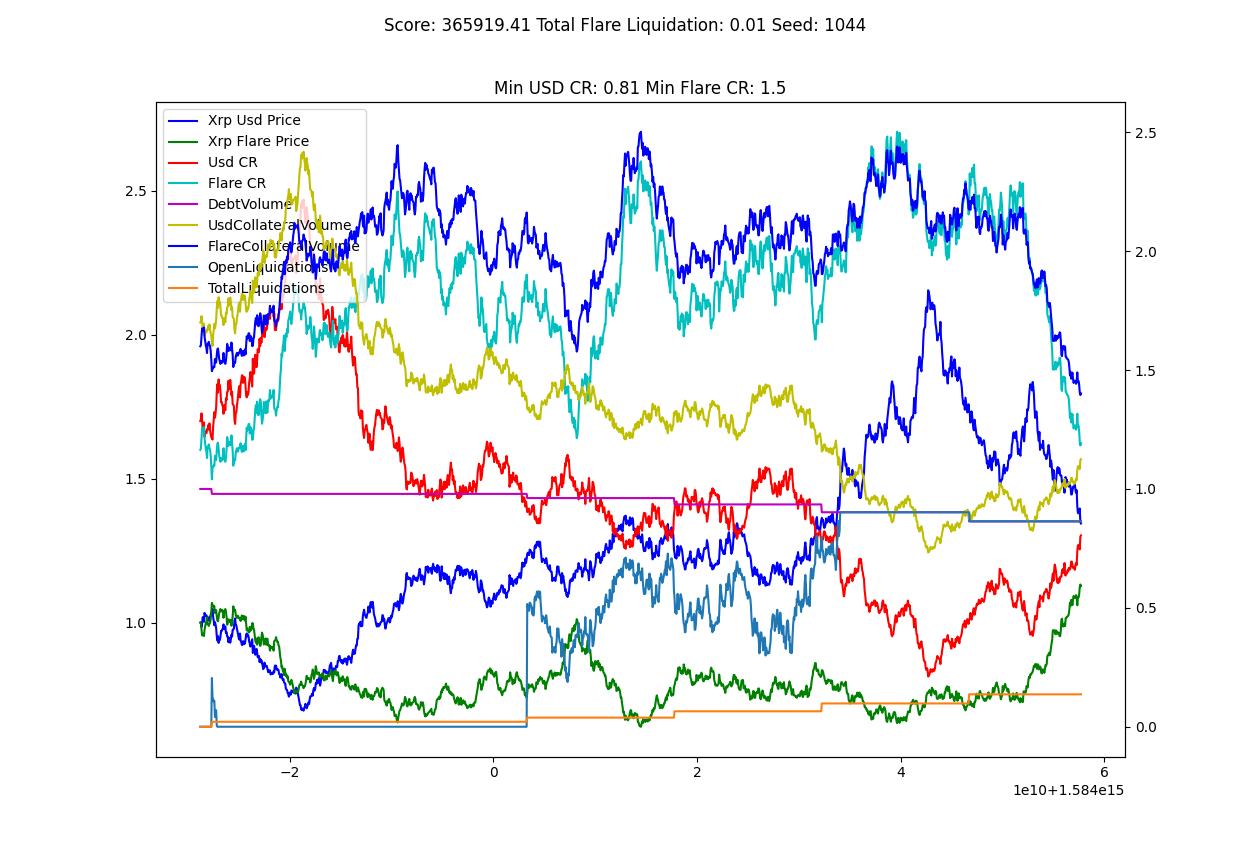 Score: 365919.41 Total Flare Liquidation: 0.01 Seed: 1044
Min USD CR: 0.81 Min Flare CR: 1.5
Xrp Usd Price
Xrp Flare Price
Usd CR
Flare CR
DebtVolume
UsdCollateralVolume
FlareCollateralVolume
OpenLiquidations
TotalLiquidations
2.5
2.0
1.5
1.0
2.5
2.0
1.5
1.0
0.5
0.0
−2
0
2
4
6
1e10+1.584e15